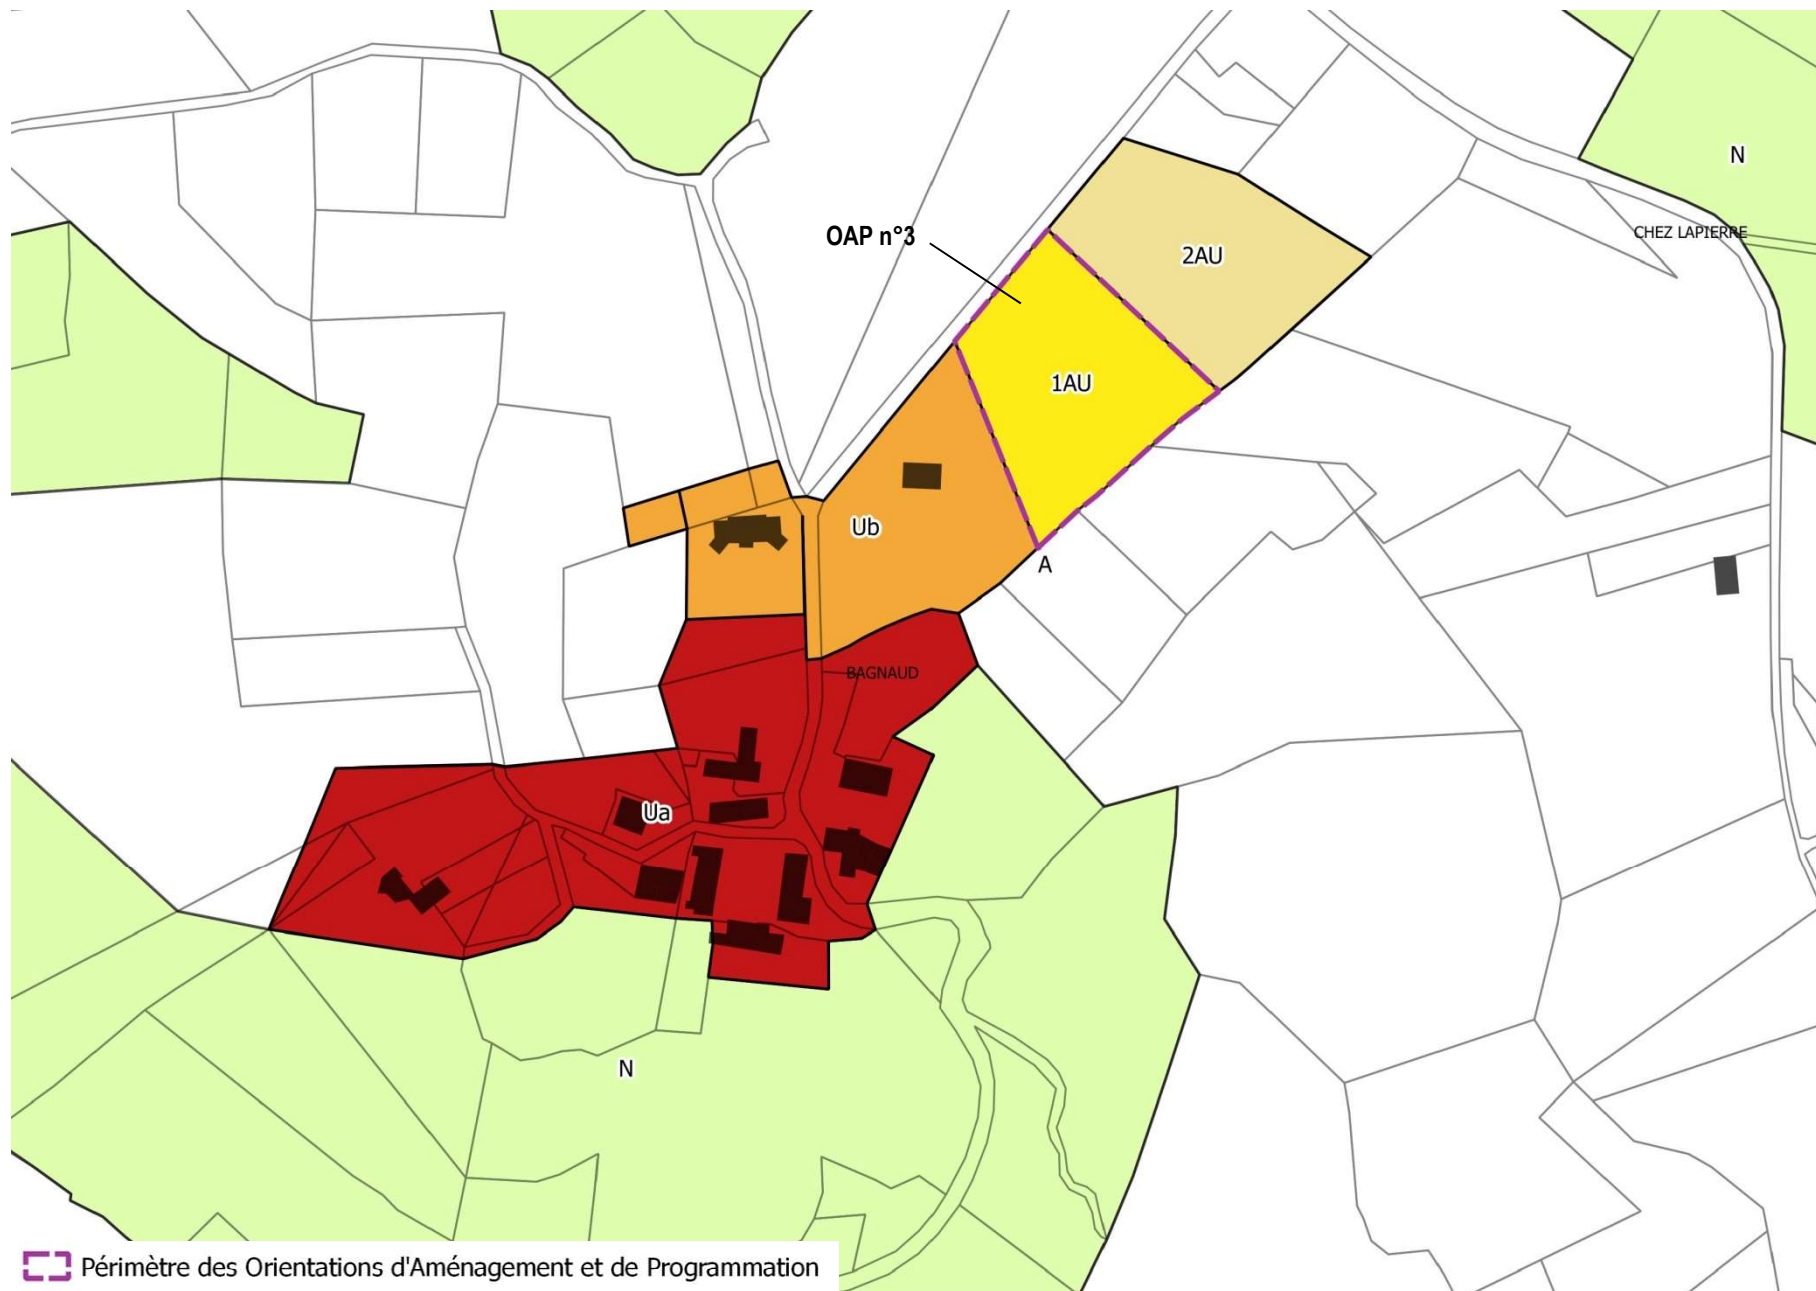 N
CHEZ LAPIERRE
OAP n°3
2AU
1AU
Ub
A
BAGNAUD
Ua
N
Périmètre des Orientations d'Aménagement et de Programmation